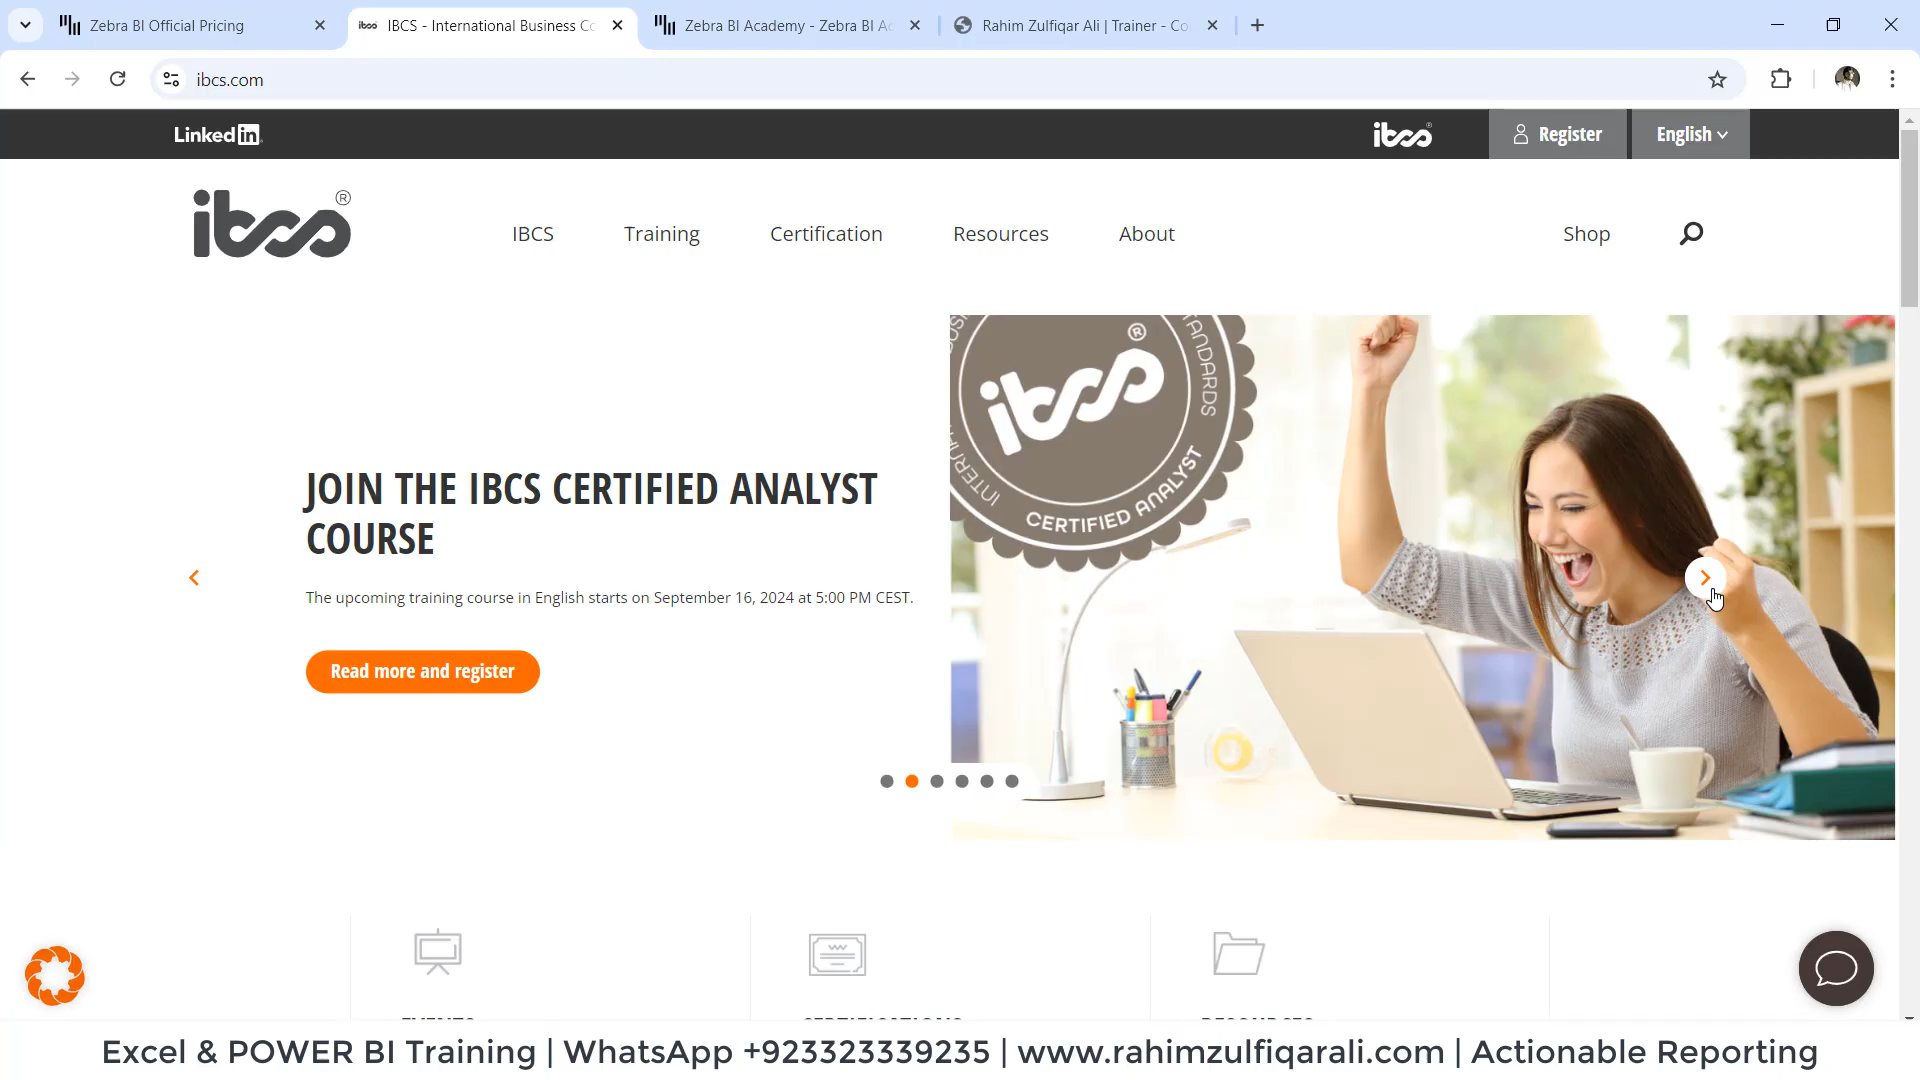 Zebra BI Official Pricing
IBCS - International Business Co
Zebra BI Academy - Zebra BI Ac
Rahim Zulfiqar Ali | Trainer - Co
ibcs.com
Linked in
ibcs®
Register
English
ibcs®
IBCS
Training
Certification
Resources
About
Shop
JOIN THE IBCS CERTIFIED ANALYST
COURSE
The upcoming training course in English starts on September 16, 2024 at 5:00 PM CEST.
Read more and register
ibcs®
CERTIFIED ANALYST
Excel & POWER BI Training | WhatsApp +923323339235 | www.rahimzulfiqarali.com | Actionable Reporting